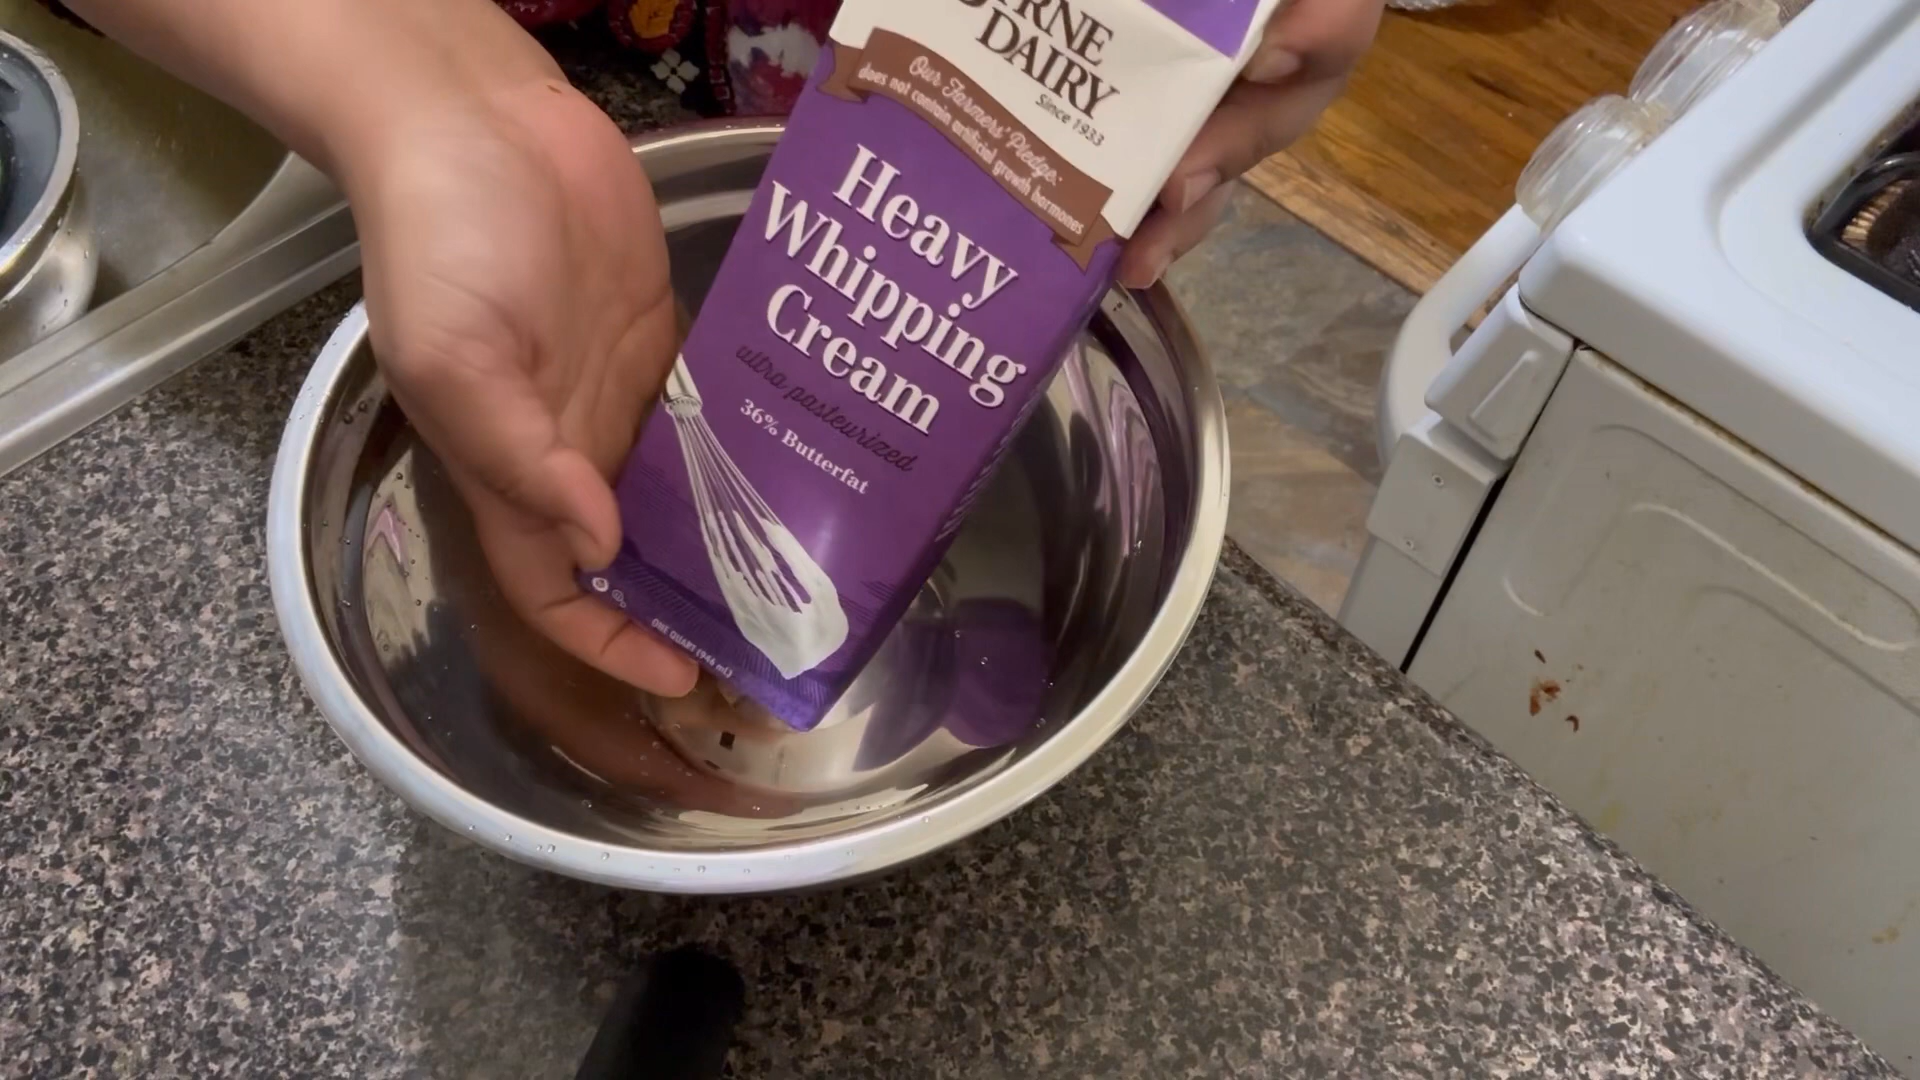 DAIRY
Since 1933
Our Farmers' Pledge:
does not contain artificial growth hormones
Heavy
Whipping
Cream
ultra pasteurized
36% Butterfat
ONE QUART (946 mL)